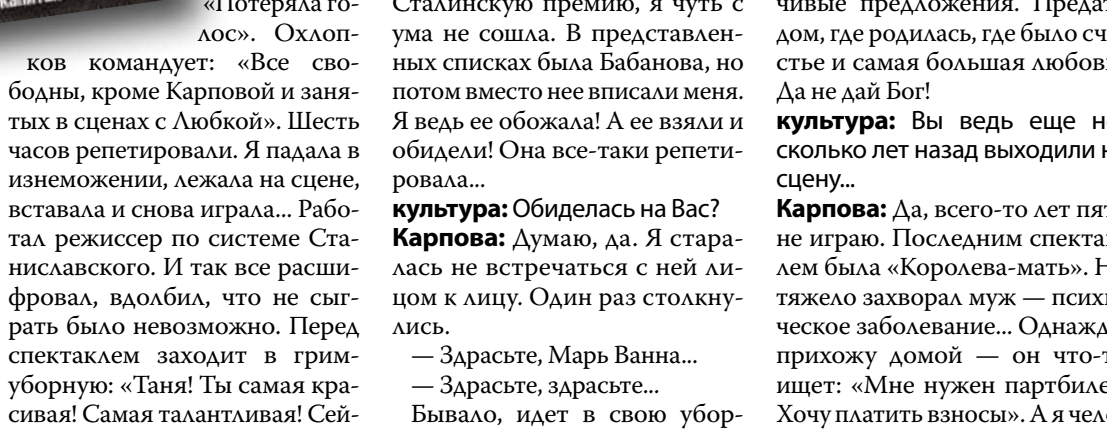 «Потеряла го-
лос». Охлоп-
ков командует: «Все сво-
бодны, кроме Карповой и заня-
тых в сценах с Любкой». Шесть
часов репетировали. Я падала в
изнеможении, лежала на сцене,
вставала и снова играла... Рабо-
тал режиссер по системе Ста-
ниславского. И так все расши-
фровал, вдолбил, что не сыг-
рать было невозможно. Перед
спектаклем заходит в грим-
уборную: «Таня! Ты самая кра-
сивая! Самая талантливая! Сей-
Сталинскую премию, я чуть с
ума не сошла. В представлен-
ных списках была Бабанова, но
потом вместо нее вписали меня.
Я ведь ее обожала! А ее взяли и
обидели! Она все-таки репети-
ровала...
культура: Обиделась на Вас?
Карпова: Думаю, да. Я стара-
лась не встречаться с ней ли-
цом к лицу. Один раз столкну-
лись.
— Здрасьте, Марь Ванна...
— Здрасьте, здрасьте...
Бывало, идет в свою убор-
чивые предложения. Предат
дом, где родилась, где было сч
стье и самая большая любов
Да не дай Бог!
культура: Вы ведь еще н
сколько лет назад выходили н
сцену...
Карпова: Да, всего-то лет пят
не играю. Последним спекта
лем была «Королева-мать». Н
тяжело захворал муж — псих
ческое заболевание... Однажд
прихожу домой — он что-т
ищет: «Мне нужен партбиле
Хочу платить взносы». А я чел